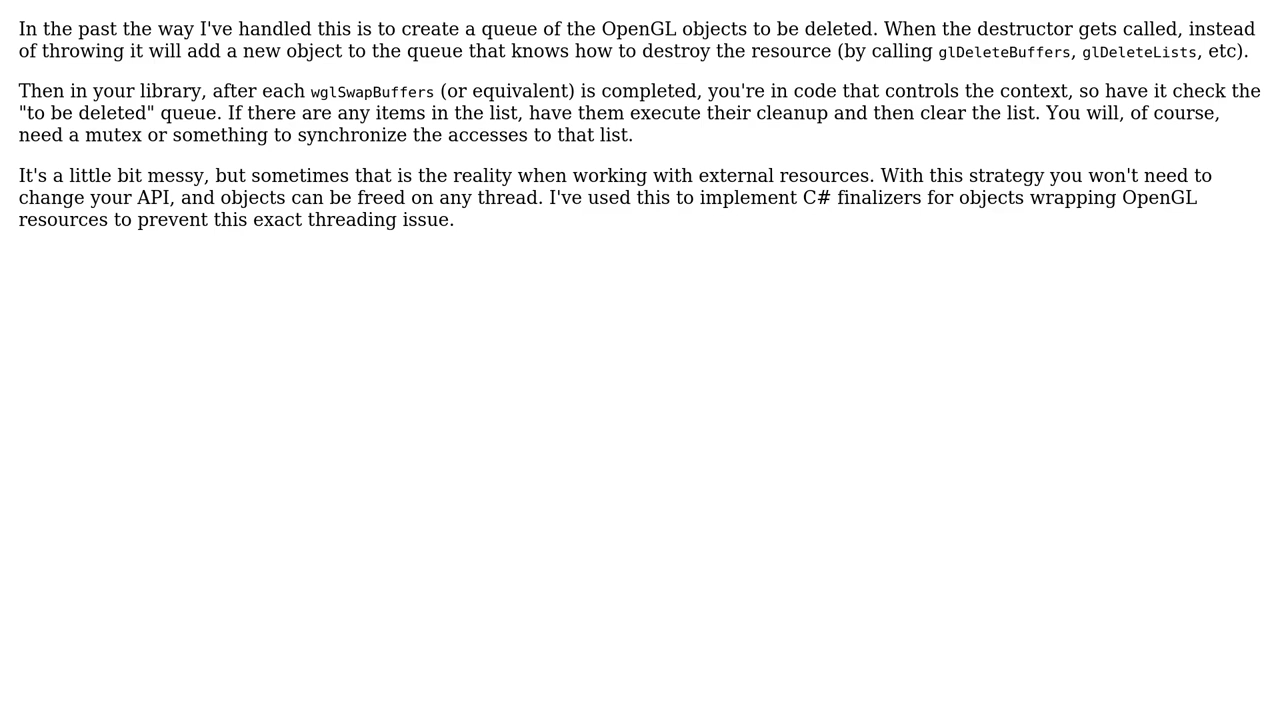 In the past the way I've handled this is to create a queue of the OpenGL objects to be deleted. When the destructor gets called, instead
of throwing it will add a new object to the queue that knows how to destroy the resource (by calling glDeleteBuffers, glDeleteLists, etc).
Then in your library, after each wglSwapBuffers (or equivalent) is completed, you're in code that controls the context, so have it check the
"to be deleted" queue. If there are any items in the list, have them execute their cleanup and then clear the list. You will, of course,
need a mutex or something to synchronize the accesses to that list.
It's a little bit messy, but sometimes that is the reality when working with external resources. With this strategy you won't need to
change your API, and objects can be freed on any thread. I've used this to implement C# finalizers for objects wrapping OpenGL
resources to prevent this exact threading issue.